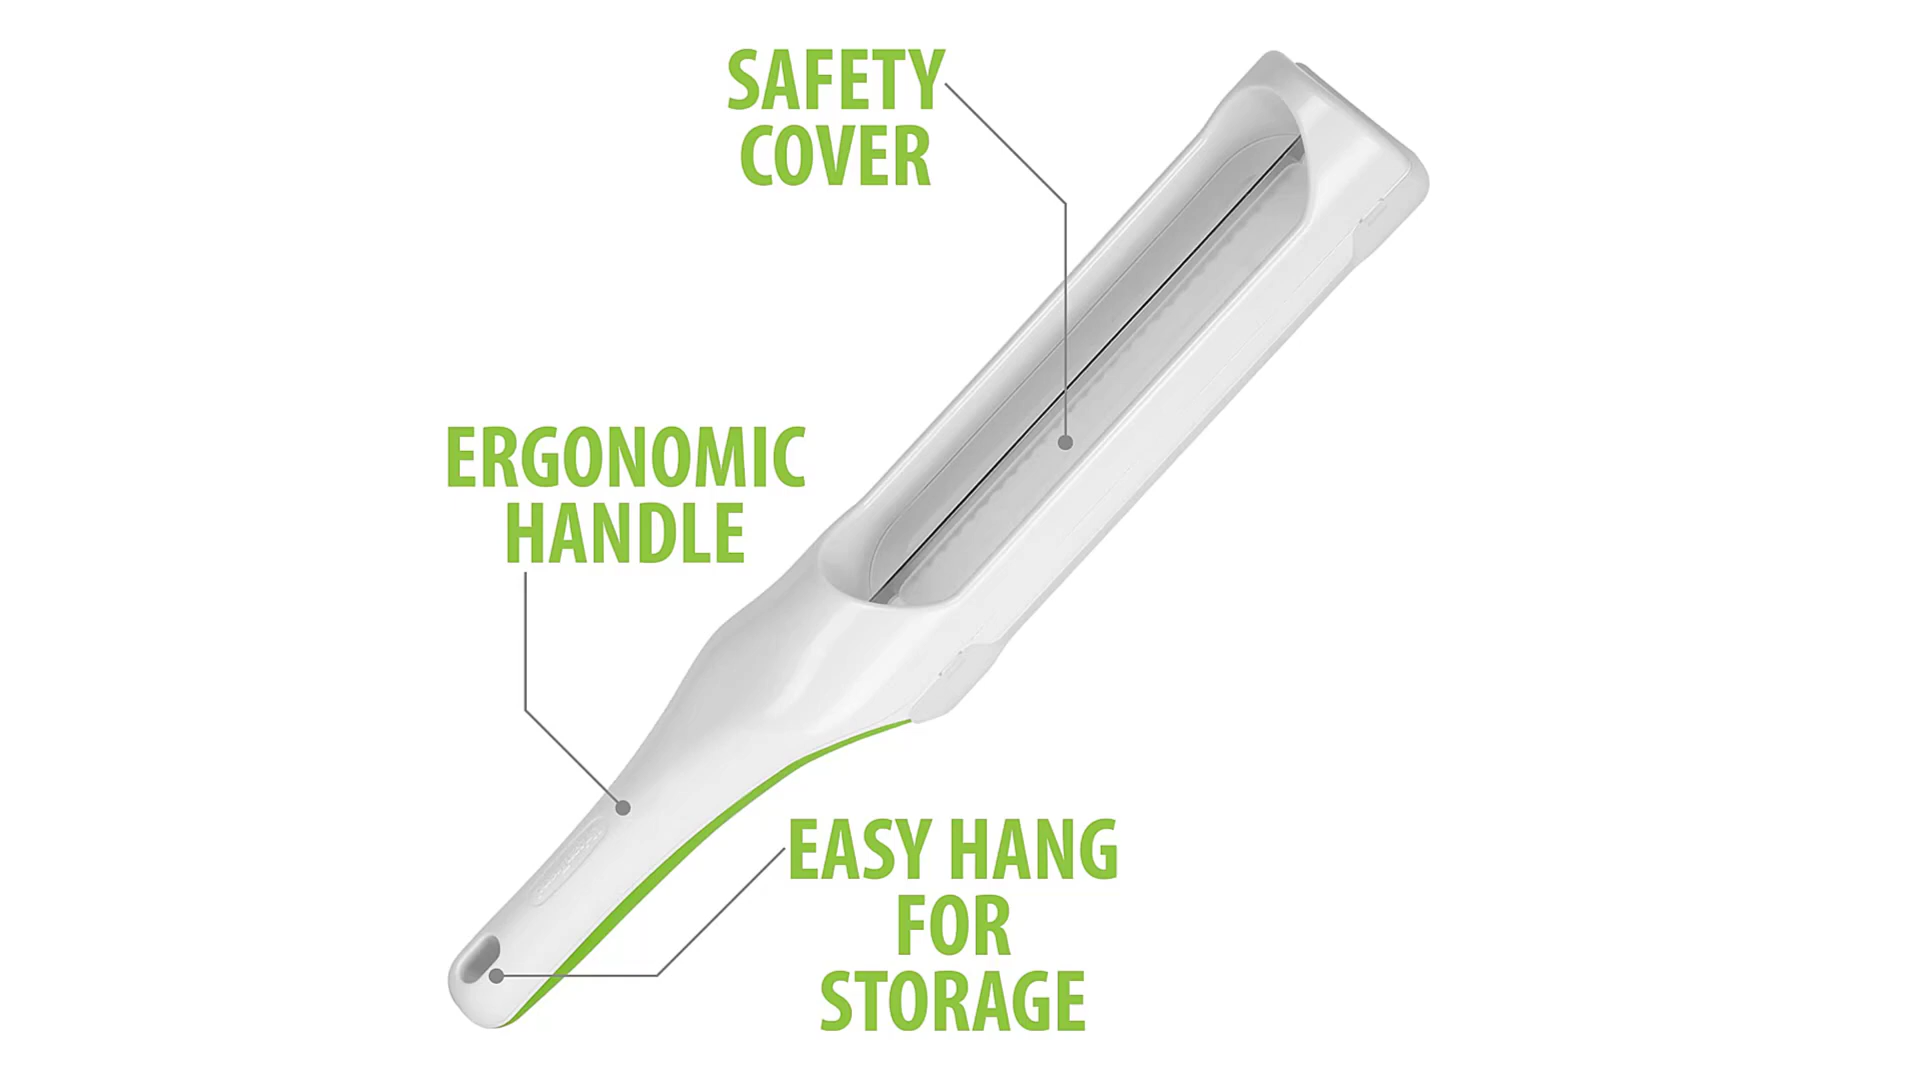 SAFETY
COVER
ERGONOMIC
HANDLE
EASY HANG
FOR
STORAGE